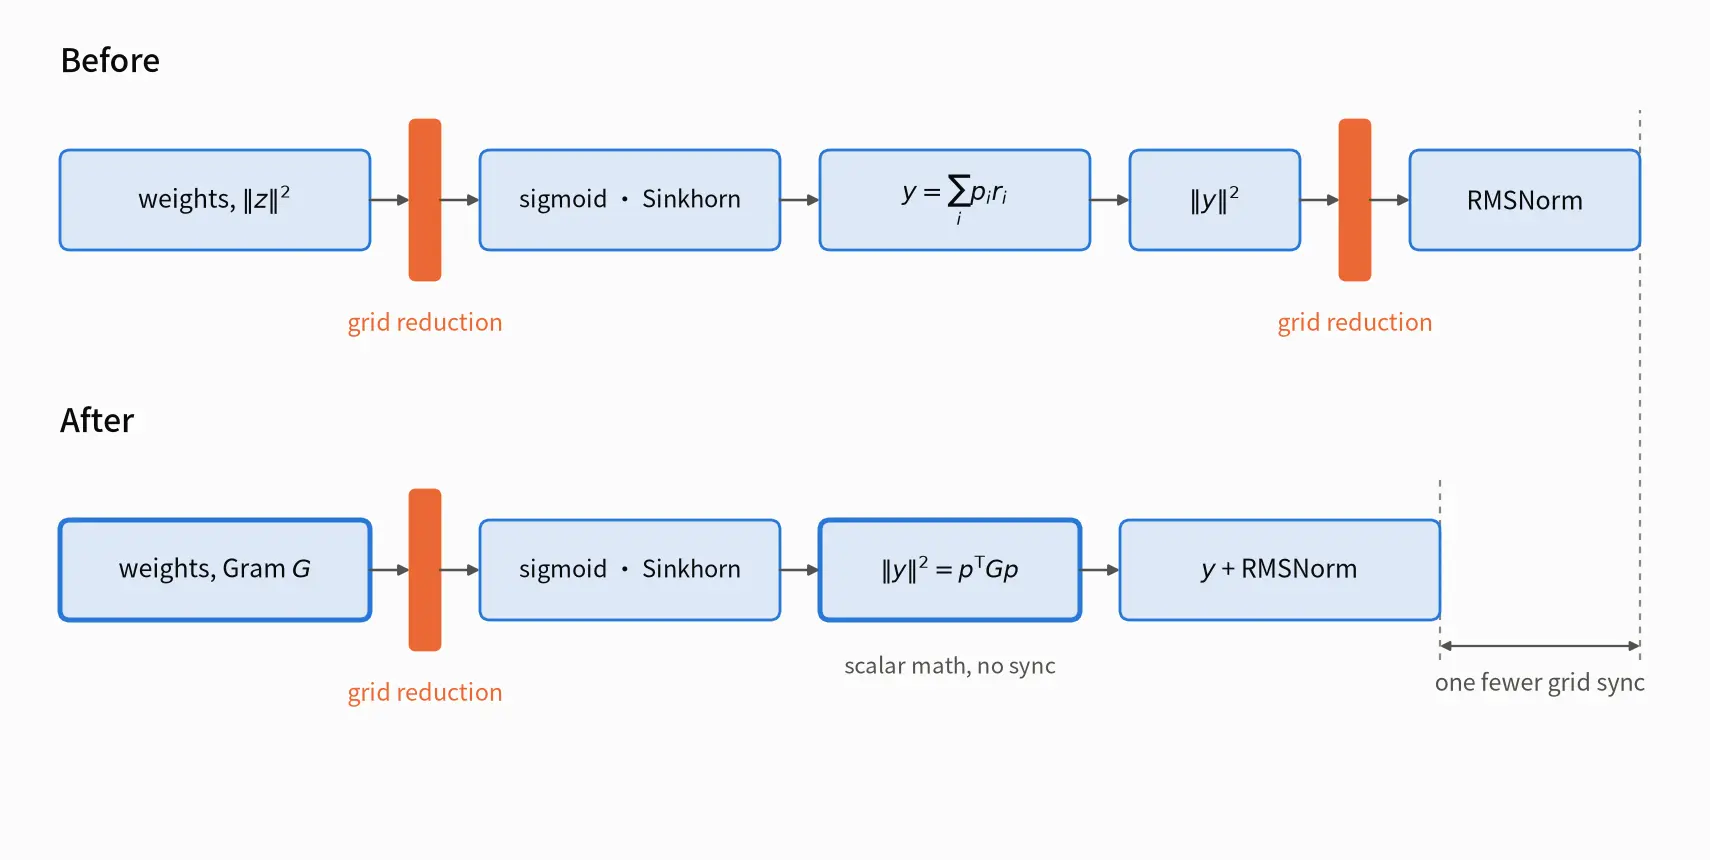 Before
weights, ‖z‖²
sigmoid · Sinkhorn
y = ∑ᵢ pᵢrᵢ
‖y‖²
RMSNorm
grid reduction
grid reduction
After
weights, Gram G
sigmoid · Sinkhorn
‖y‖² = pᵀGp
y + RMSNorm
scalar math, no sync
grid reduction
one fewer grid sync